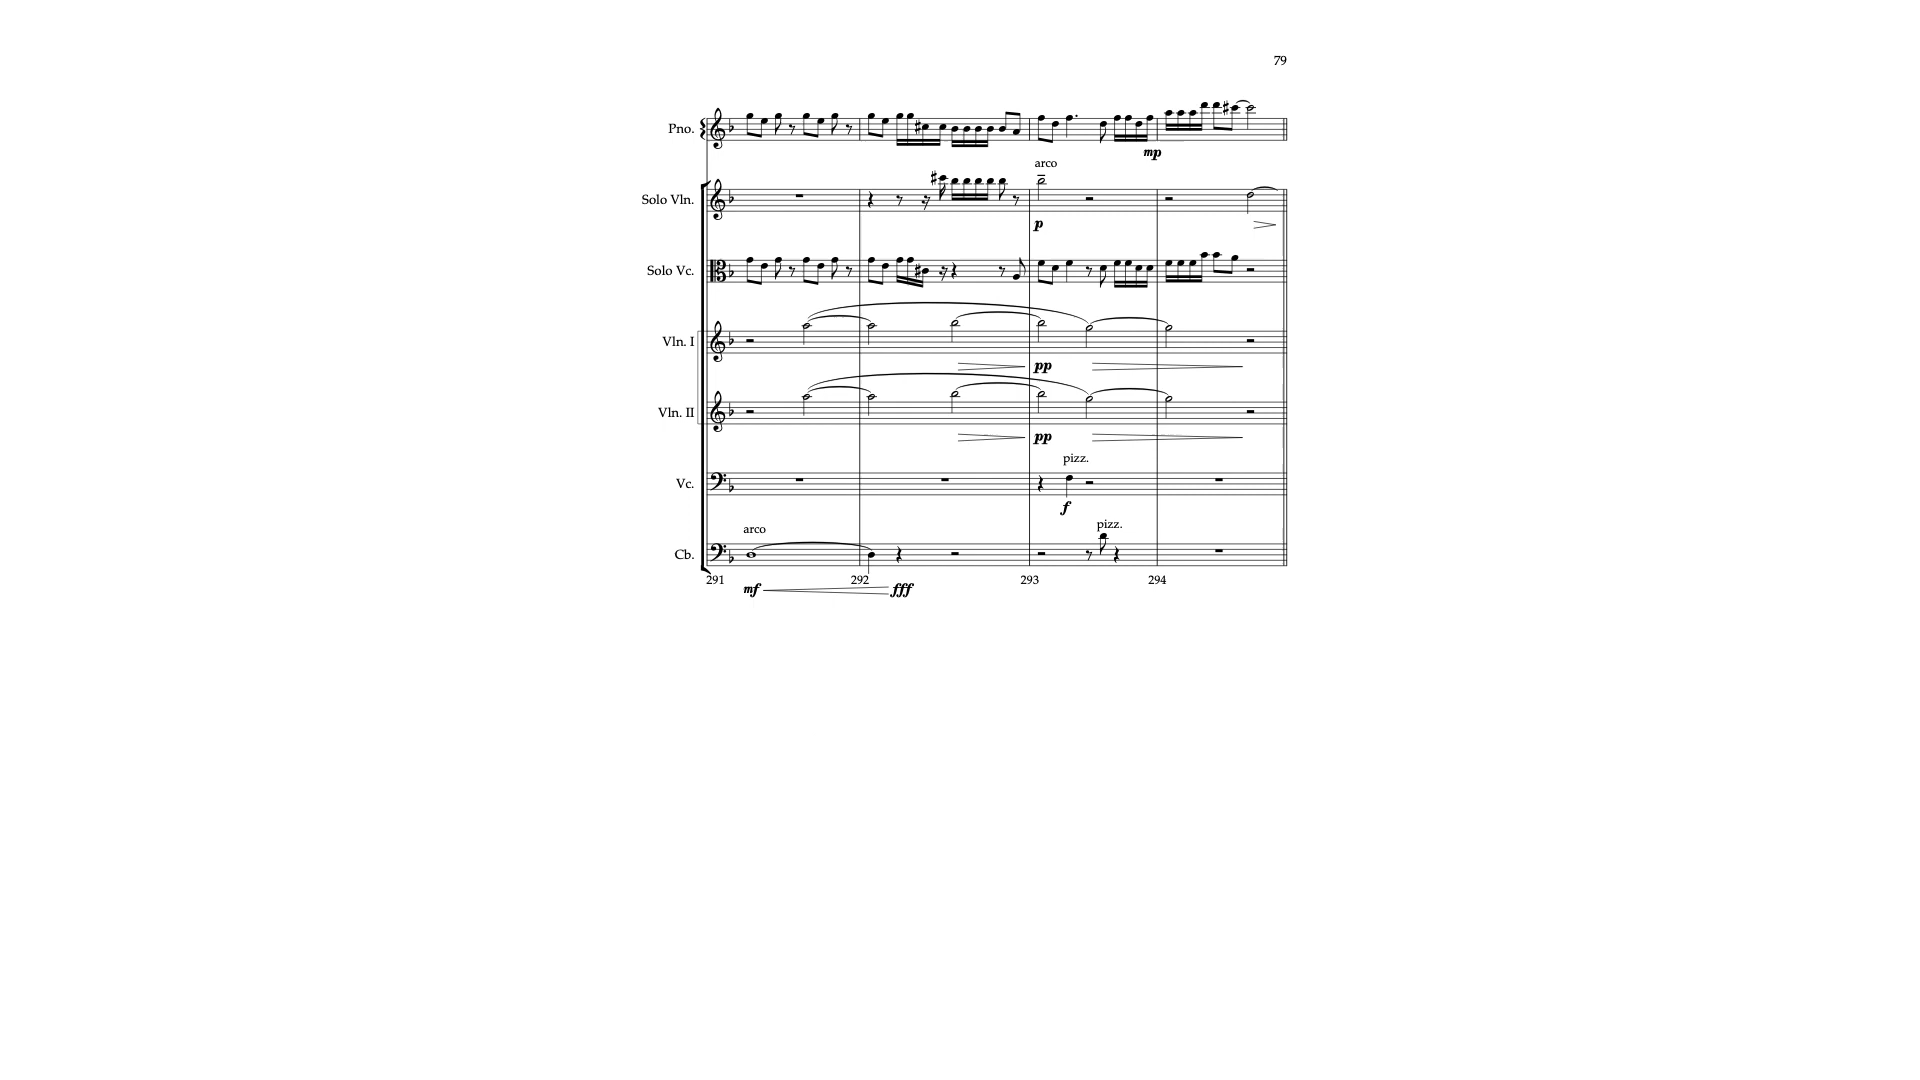 79
Pno.
mp
arco
Solo Vln.
p
Solo Vc.
Vln. I
pp
Vln. II
pp
pizz.
Vc.
f
arco
pizz.
Cb.
291 292 293 294
mf fff